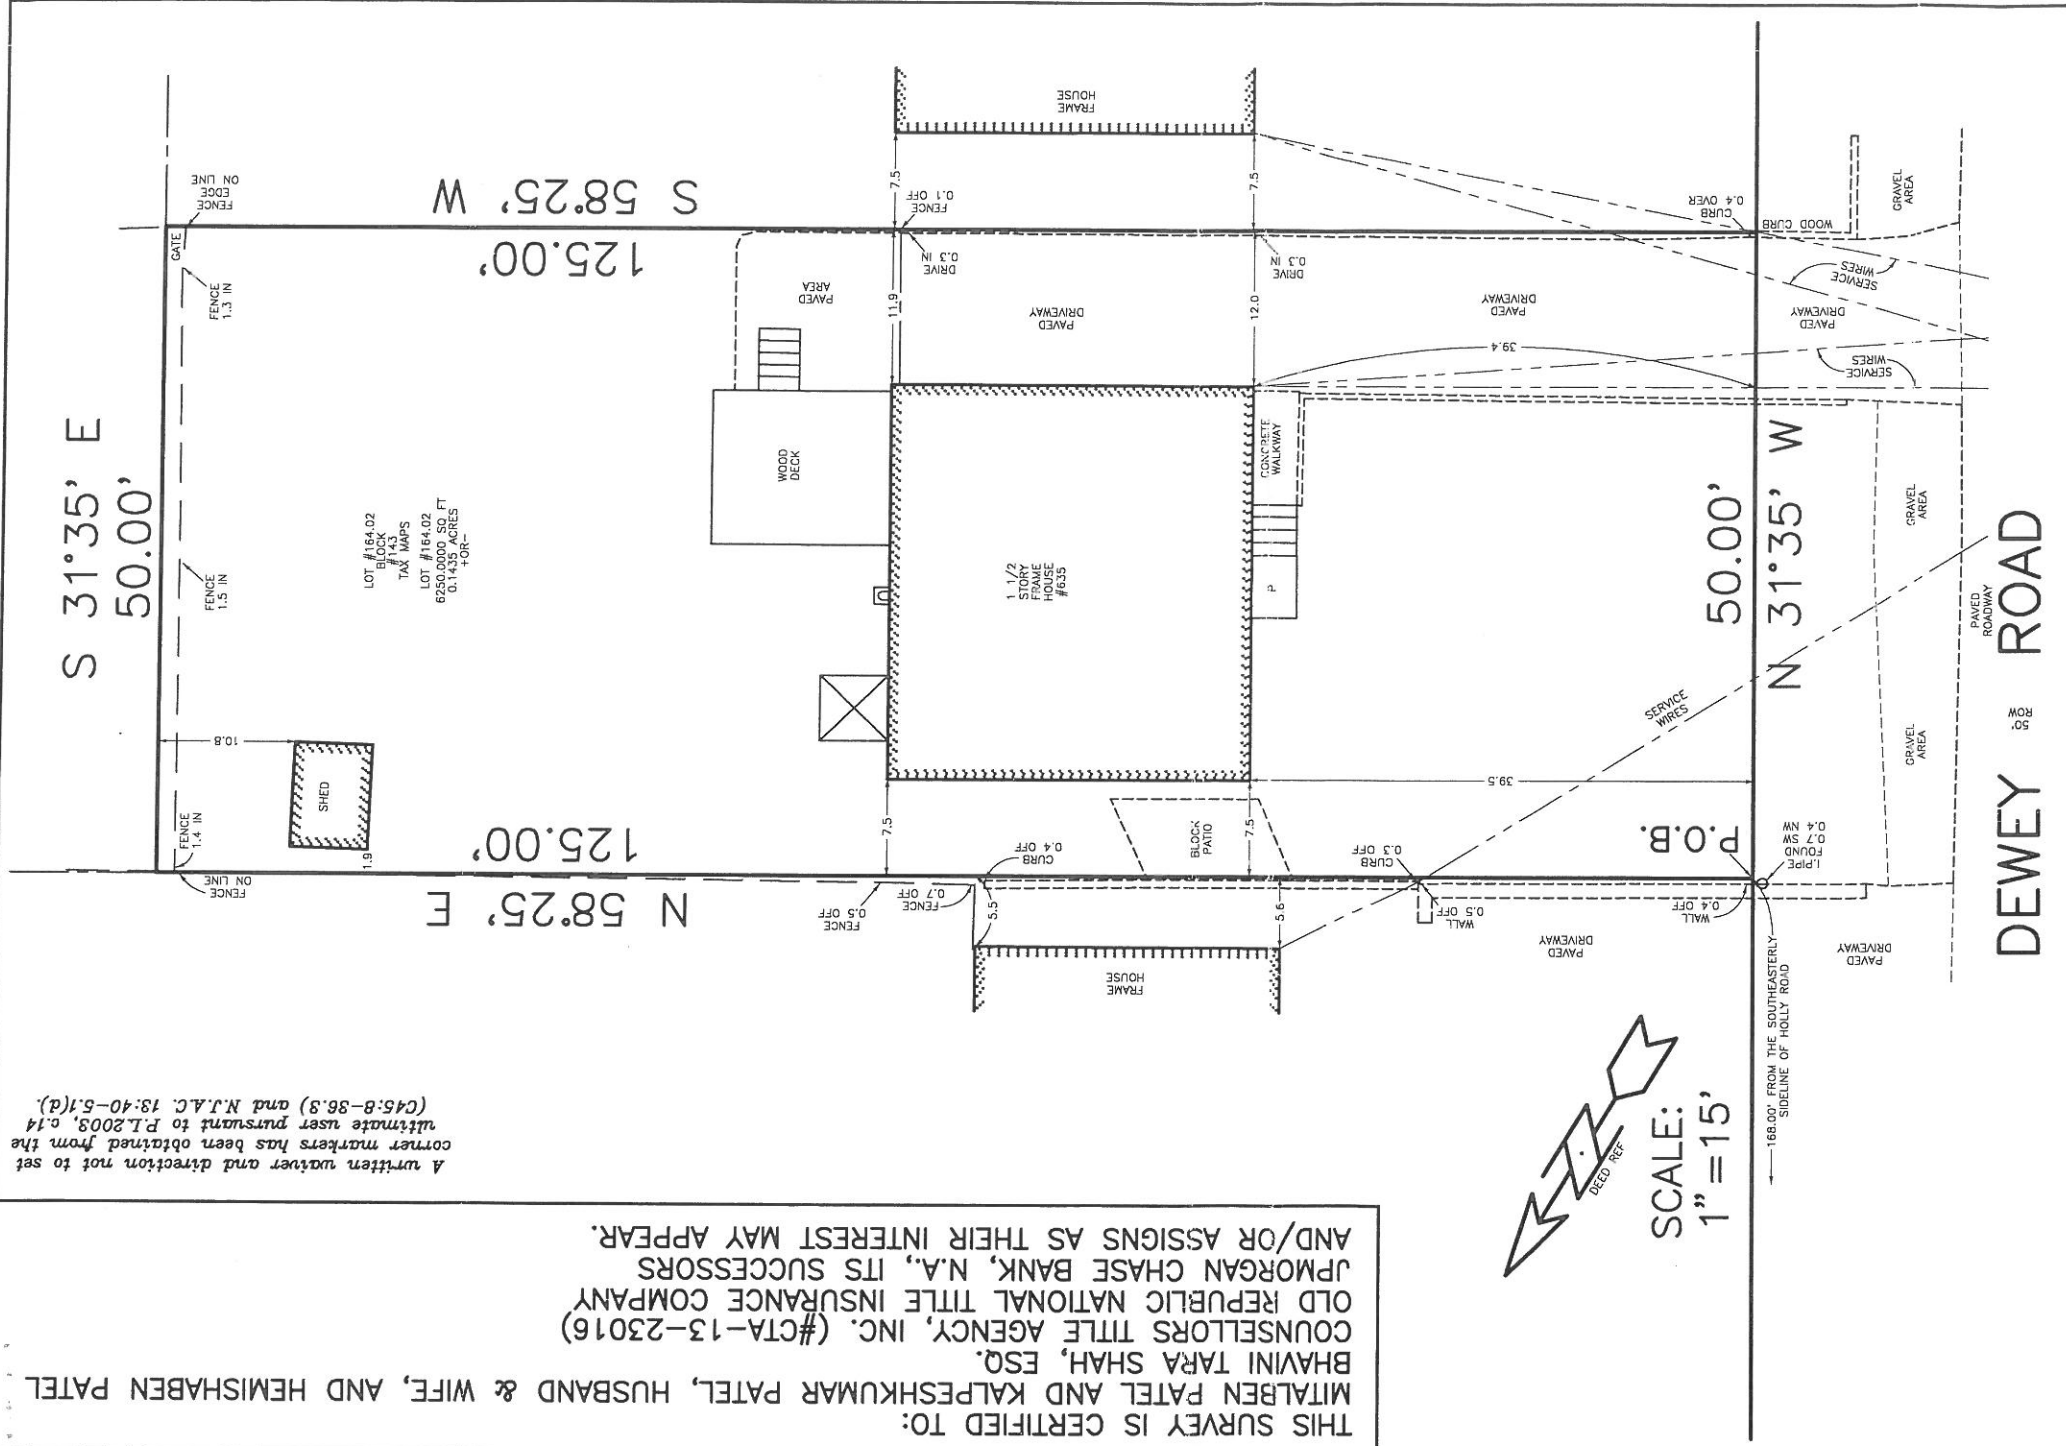 FRAME
HOUSE
7.5
7.5
S 58°25' W
125.00'
FENCE
EDGE
ON LINE
GATE
FENCE
1.3 IN
FENCE
0.1 OFF
DRIVE
0.3 IN
DRIVE
0.3 IN
CURB
0.4 OVER
WOOD CURB
GRAVEL
AREA
SERVICE
WIRES
PAVED
AREA
11.9
PAVED
DRIVEWAY
12.0
PAVED
DRIVEWAY
PAVED
DRIVEWAY
39.4
SERVICE
WIRES
S 31°35' E
50.00'
FENCE
1.5 IN
LOT #164.02
BLOCK
#143
TAX MAPS
LOT #164.02
6250.0000 SQ FT
0.1435 ACRES
+OR-
WOOD
DECK
CONCRETE
WALKWAY
P
1 1/2
STORY
FRAME
HOUSE
#635
50.00'
N 31°35' W
GRAVEL
AREA
PAVED
ROADWAY
DEWEY ROAD
50'
ROW
GRAVEL
AREA
SERVICE
WIRES
10.8
SHED
1.9
FENCE
1.4 IN
FENCE
ON LINE
125.00'
N 58°25' E
7.5
7.5
39.5
BLOCK
PATIO
CURB
0.4 OFF
CURB
0.3 OFF
P.O.B.
I.PIPE
FOUND
0.7 SW
0.4 NW
FENCE
0.5 OFF
FENCE
0.7 OFF
5.5
5.6
WALL
0.5 OFF
WALL
0.4 OFF
FRAME
HOUSE
PAVED
DRIVEWAY
PAVED
DRIVEWAY
168.00' FROM THE SOUTHEASTERLY
SIDELINE OF HOLLY ROAD
DEED REF
SCALE:
1"=15'
A written waiver and direction not to set
corner markers has been obtained from the
ultimate user pursuant to P.L.2003, c.14
(C45:8-36.3) and N.J.A.C. 13:40-5.1(d).
THIS SURVEY IS CERTIFIED TO:
MITALBEN PATEL AND KALPESHKUMAR PATEL, HUSBAND & WIFE, AND HEMISHABEN PATEL
BHAVINI TARA SHAH, ESQ.
COUNSELLORS TITLE AGENCY, INC. (#CTA-13-23016)
OLD REPUBLIC NATIONAL TITLE INSURANCE COMPANY
JPMORGAN CHASE BANK, N.A., ITS SUCCESSORS
AND/OR ASSIGNS AS THEIR INTEREST MAY APPEAR.